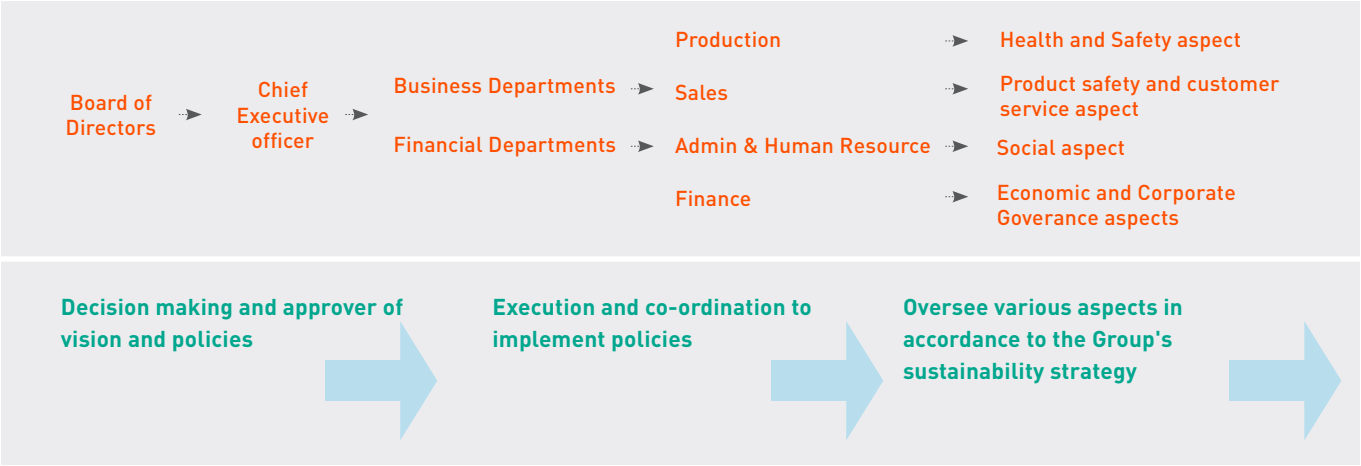 Board of
Directors
Chief
Executive
officer
Business Departments
Financial Departments
Production
Sales
Admin & Human Resource
Finance
Health and Safety aspect
Product safety and customer
service aspect
Social aspect
Economic and Corporate
Goverance aspects
Decision making and approver of
vision and policies
Execution and co-ordination to
implement policies
Oversee various aspects in
accordance to the Group's
sustainability strategy